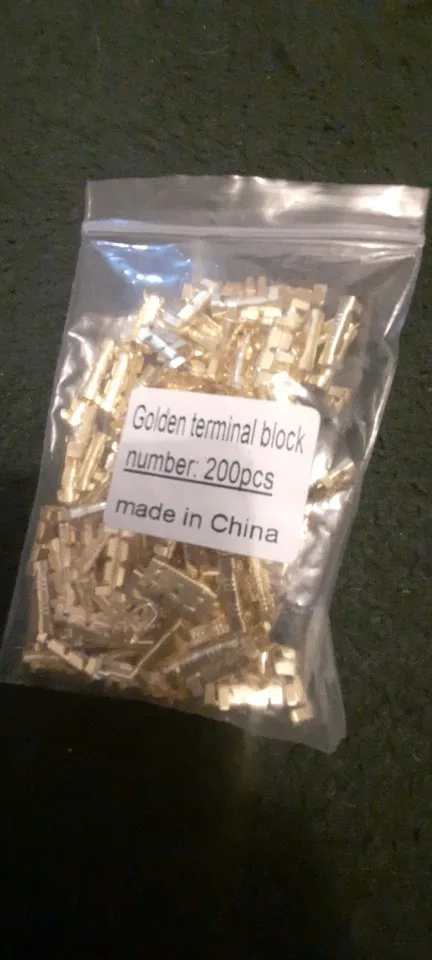 Golden terminal block
number: 200pcs
made in China